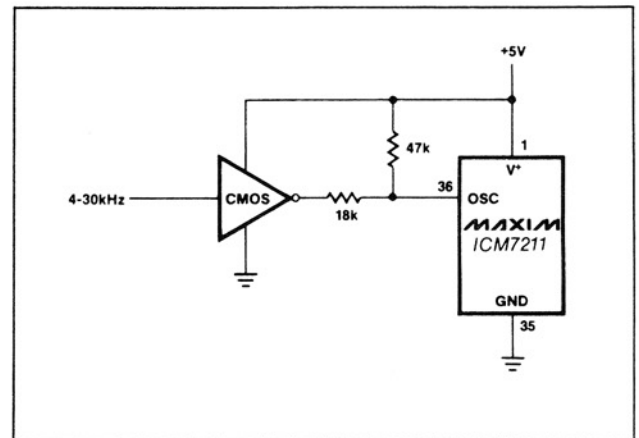 +5V
47k
1
V+
4-30kHz
CMOS
18k
36
OSC
MAXIM
ICM7211
GND
35